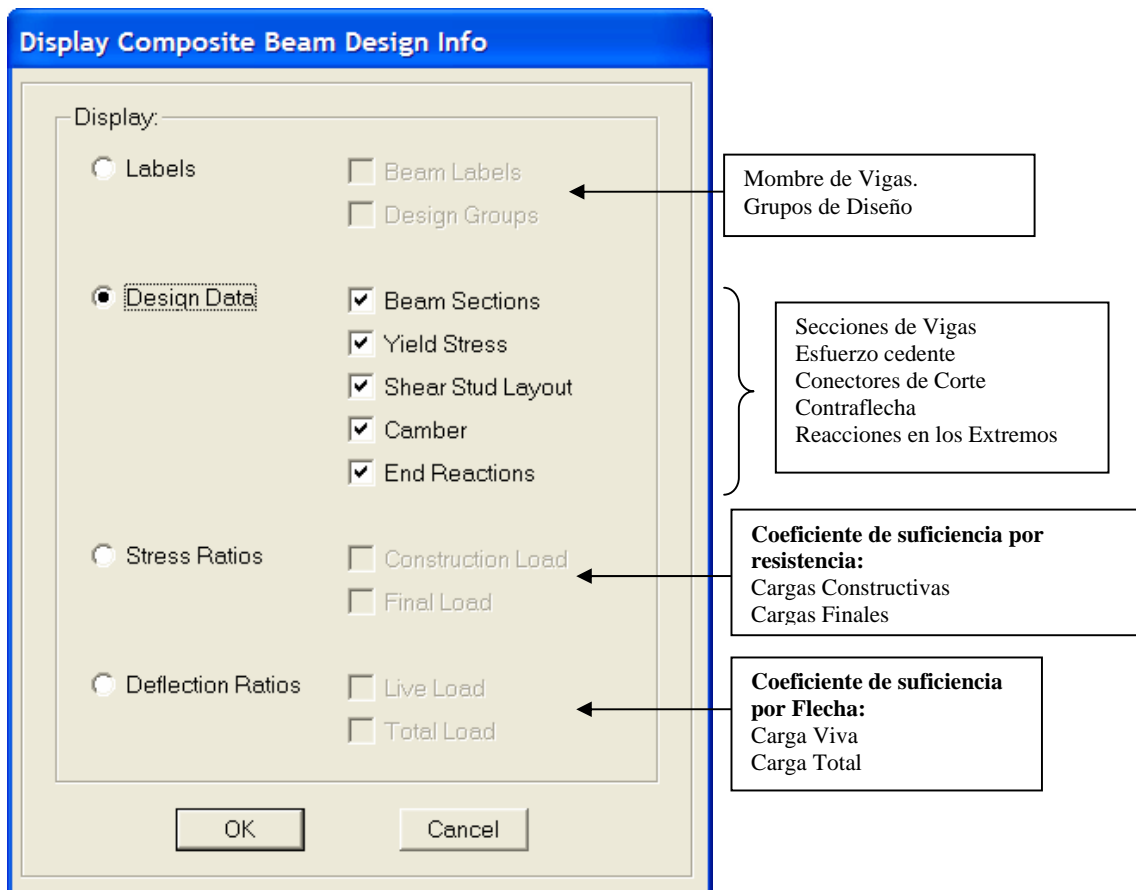 Display Composite Beam Design Info
Display:
Labels
Beam Labels
Design Groups
Mombre de Vigas.
Grupos de Diseño
Design Data
Beam Sections
Yield Stress
Shear Stud Layout
Camber
End Reactions
Secciones de Vigas
Esfuerzo cedente
Conectores de Corte
Contraflecha
Reacciones en los Extremos
Stress Ratios
Construction Load
Final Load
Coeficiente de suficiencia por
resistencia:
Cargas Constructivas
Cargas Finales
Deflection Ratios
Live Load
Total Load
Coeficiente de suficiencia
por Flecha:
Carga Viva
Carga Total
OK
Cancel